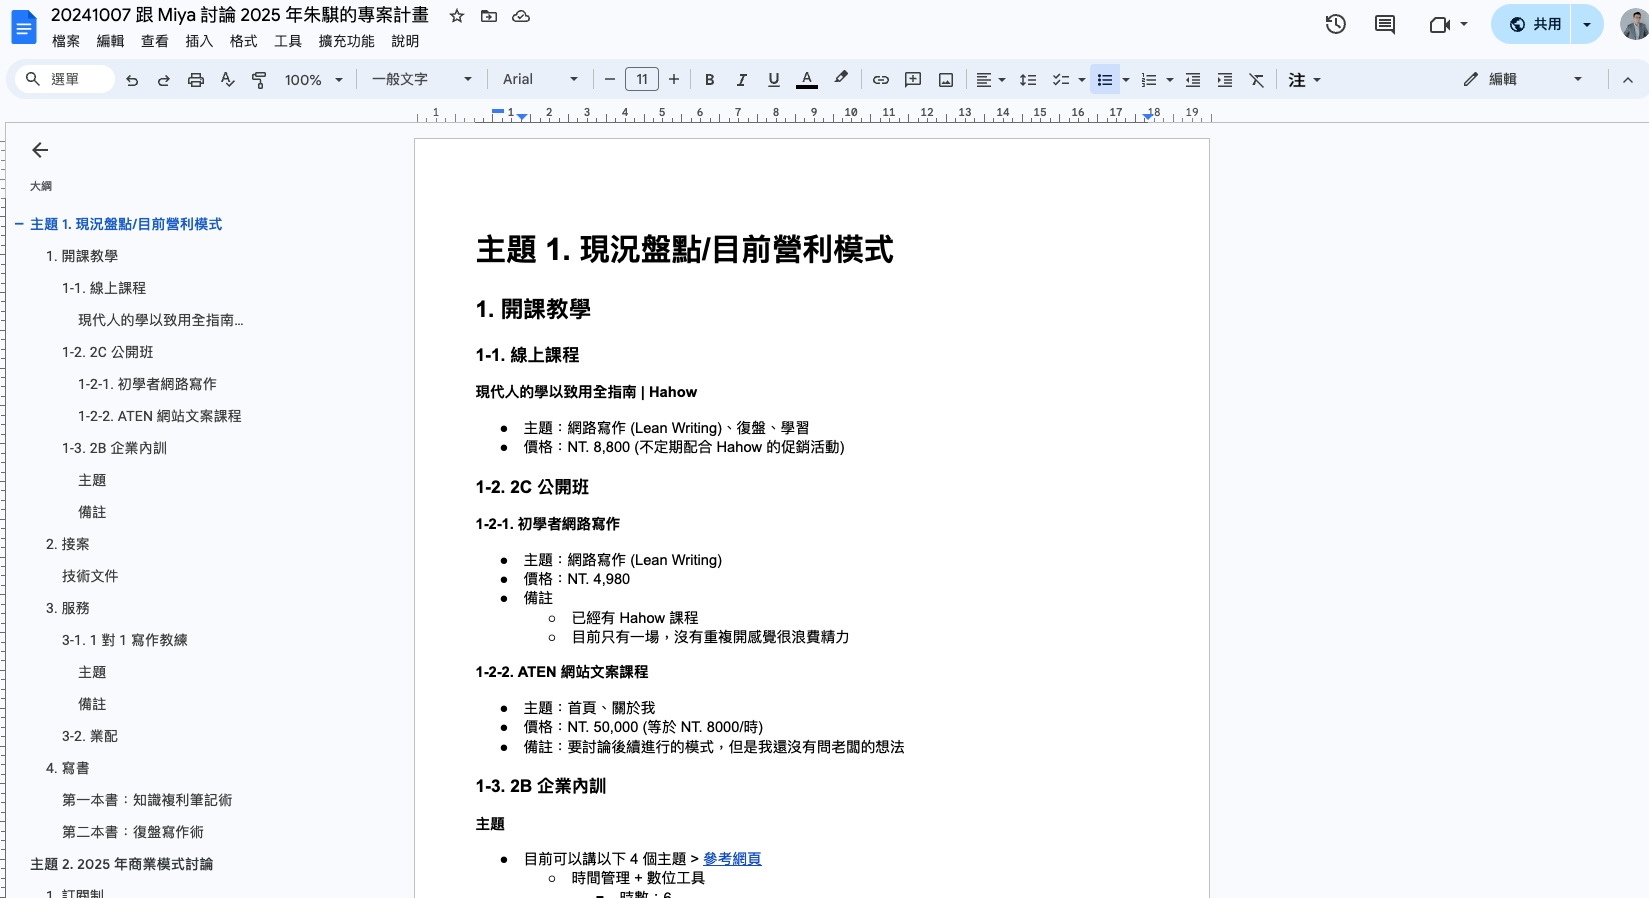 20241007 跟 Miya 討論 2025 年朱騏的專案計畫
檔案 編輯 查看 插入 格式 工具 擴充功能 說明
共用
選單 100% 一般文字 Arial 11 B I U A 注 編輯
1 1 2 3 4 5 6 7 8 9 10 11 12 13 14 15 16 17 18 19
大綱
主題 1. 現況盤點/目前營利模式
1. 開課教學
1-1. 線上課程
現代人的學以致用全指南...
1-2. 2C 公開班
1-2-1. 初學者網路寫作
1-2-2. ATEN 網站文案課程
1-3. 2B 企業內訓
主題
備註
2. 接案
技術文件
3. 服務
3-1. 1 對 1 寫作教練
主題
備註
3-2. 業配
4. 寫書
第一本書：知識複利筆記術
第二本書：復盤寫作術
主題 2. 2025 年商業模式討論
1. 訂閱制
主題 1. 現況盤點/目前營利模式
1. 開課教學
1-1. 線上課程
現代人的學以致用全指南 | Hahow
● 主題：網路寫作 (Lean Writing)、復盤、學習
● 價格：NT. 8,800 (不定期配合 Hahow 的促銷活動)
1-2. 2C 公開班
1-2-1. 初學者網路寫作
● 主題：網路寫作 (Lean Writing)
● 價格：NT. 4,980
● 備註
○ 已經有 Hahow 課程
○ 目前只有一場，沒有重複開感覺很浪費精力
1-2-2. ATEN 網站文案課程
● 主題：首頁、關於我
● 價格：NT. 50,000 (等於 NT. 8000/時)
● 備註：要討論後續進行的模式，但是我還沒有問老闆的想法
1-3. 2B 企業內訓
主題
● 目前可以講以下 4 個主題 > 參考網頁
○ 時間管理 + 數位工具
■ 時數：6